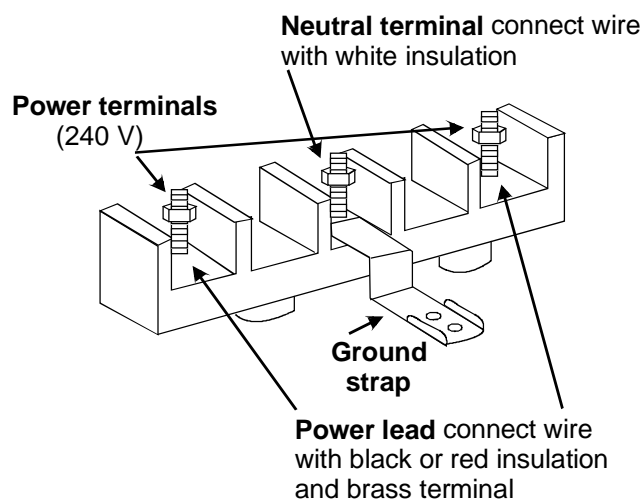 Neutral terminal connect wire
with white insulation
Power terminals
(240 V)
Ground
strap
Power lead connect wire
with black or red insulation
and brass terminal